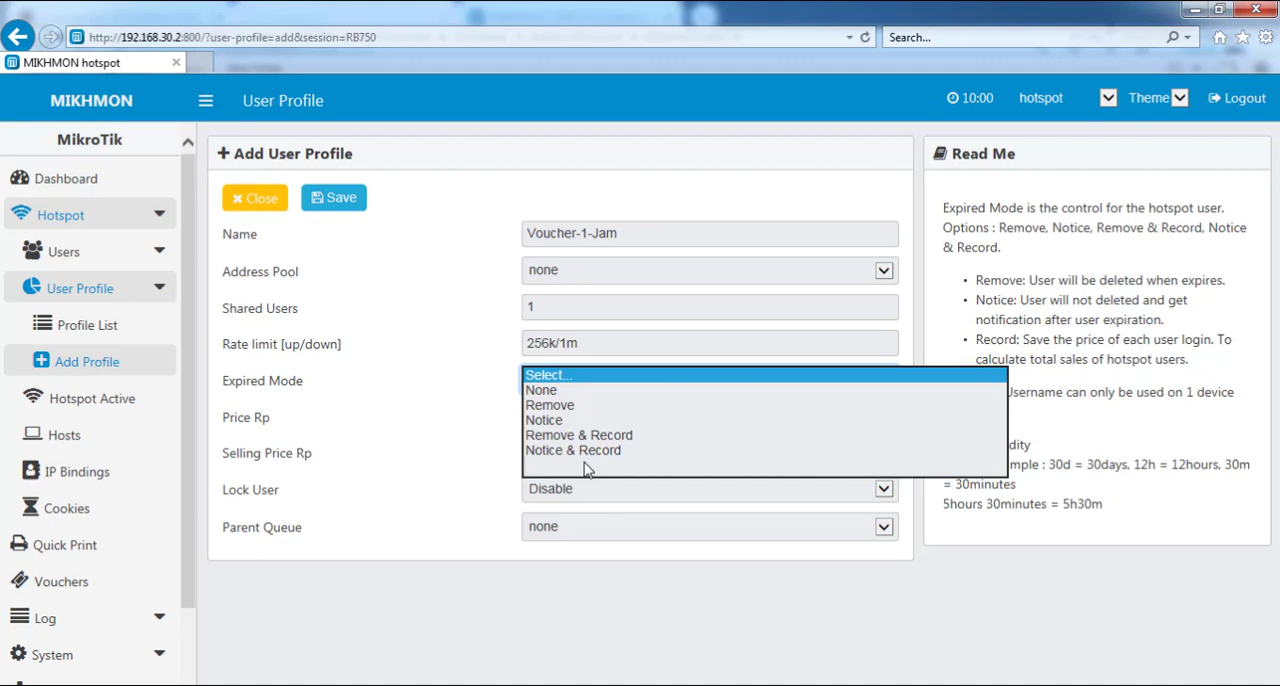 http://192.168.30.2:800/?user-profile=add&session=RB750
Search...
MIKHMON hotspot
MIKHMON
User Profile
10:00
hotspot
Theme
Logout
MikroTik
Dashboard
Hotspot
Users
User Profile
Profile List
Add Profile
Hotspot Active
Hosts
IP Bindings
Cookies
Quick Print
Vouchers
Log
System
Add User Profile
Close
Save
Name
Voucher-1-Jam
Address Pool
none
Shared Users
1
Rate limit [up/down]
256k/1m
Expired Mode
Select...
None
Remove
Notice
Remove & Record
Notice & Record
Price Rp
Selling Price Rp
Lock User
Disable
Parent Queue
none
Read Me
Expired Mode is the control for the hotspot user.
Options : Remove, Notice, Remove & Record, Notice
& Record.
• Remove: User will be deleted when expires.
• Notice: User will not deleted and get
notification after user expiration.
• Record: Save the price of each user login. To
calculate total sales of hotspot users.
Username can only be used on 1 device
dity
mple : 30d = 30days, 12h = 12hours, 30m
= 30minutes
5hours 30minutes = 5h30m